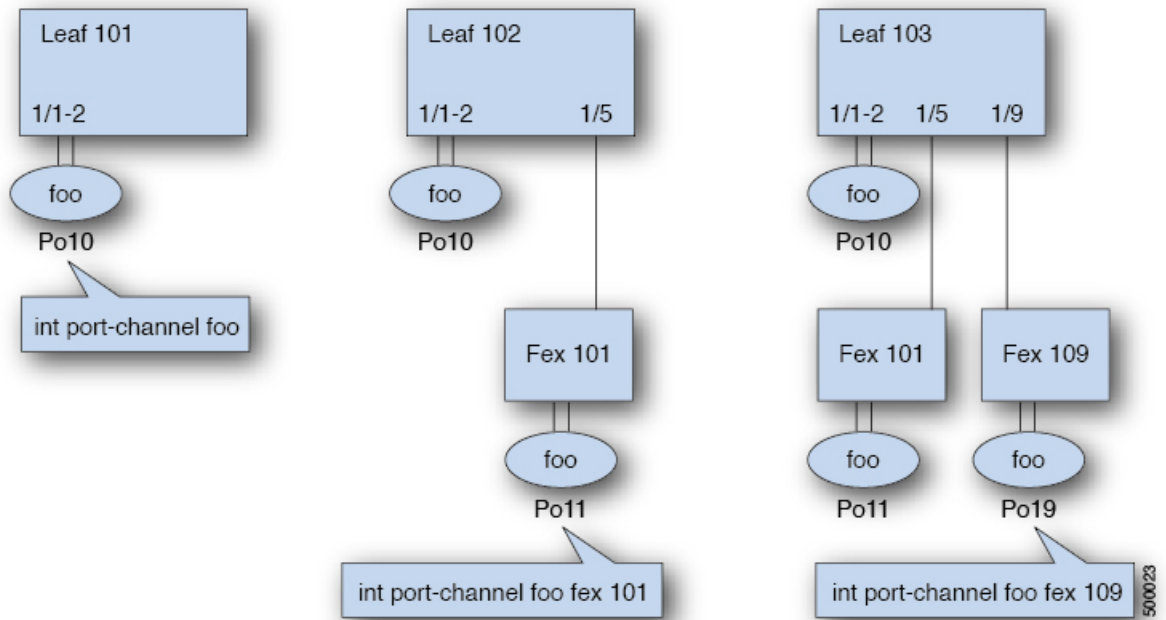 Leaf 101
1/1-2
foo
Po10
int port-channel foo
Leaf 102
1/1-2 1/5
foo
Po10
Fex 101
foo
Po11
int port-channel foo fex 101
Leaf 103
1/1-2 1/5 1/9
foo
Po10
Fex 101
foo
Po11
Fex 109
foo
Po19
int port-channel foo fex 109
500023